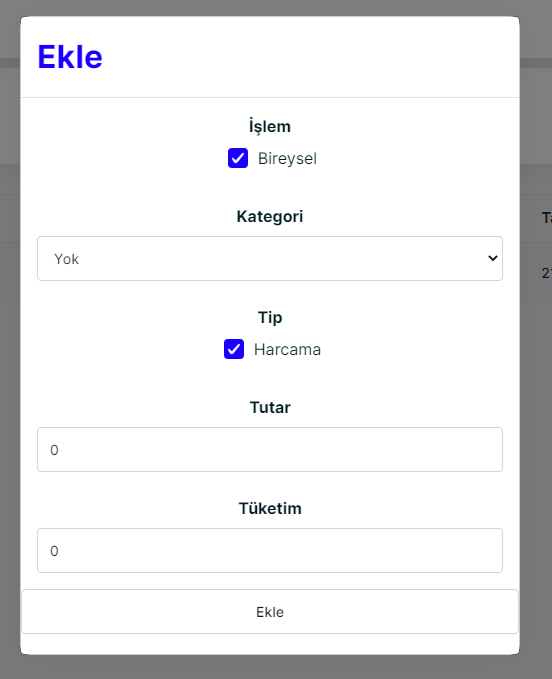 Ekle
İşlem
Bireysel
Kategori
Yok
Tip
Harcama
Tutar
0
Tüketim
0
Ekle